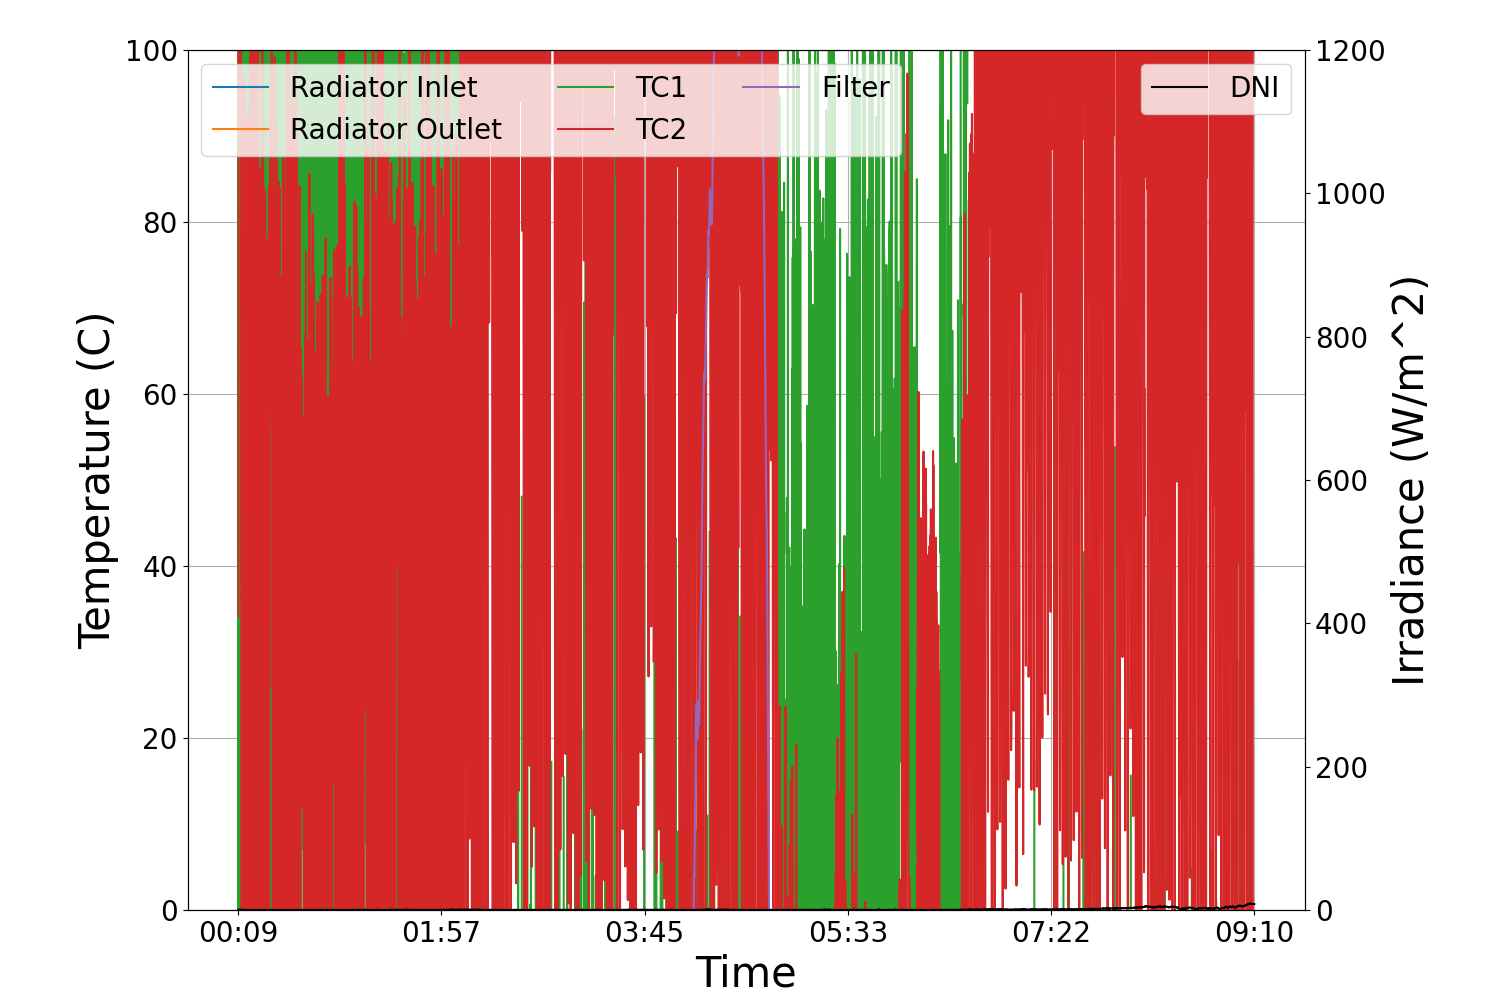 100
80
60
40
20
0
Temperature (C)
Radiator Inlet
Radiator Outlet
TC1
TC2
Filter
DNI
1200
1000
800
600
400
200
0
Irradiance (W/m^2)
00:09 01:57 03:45 05:33 07:22 09:10
Time